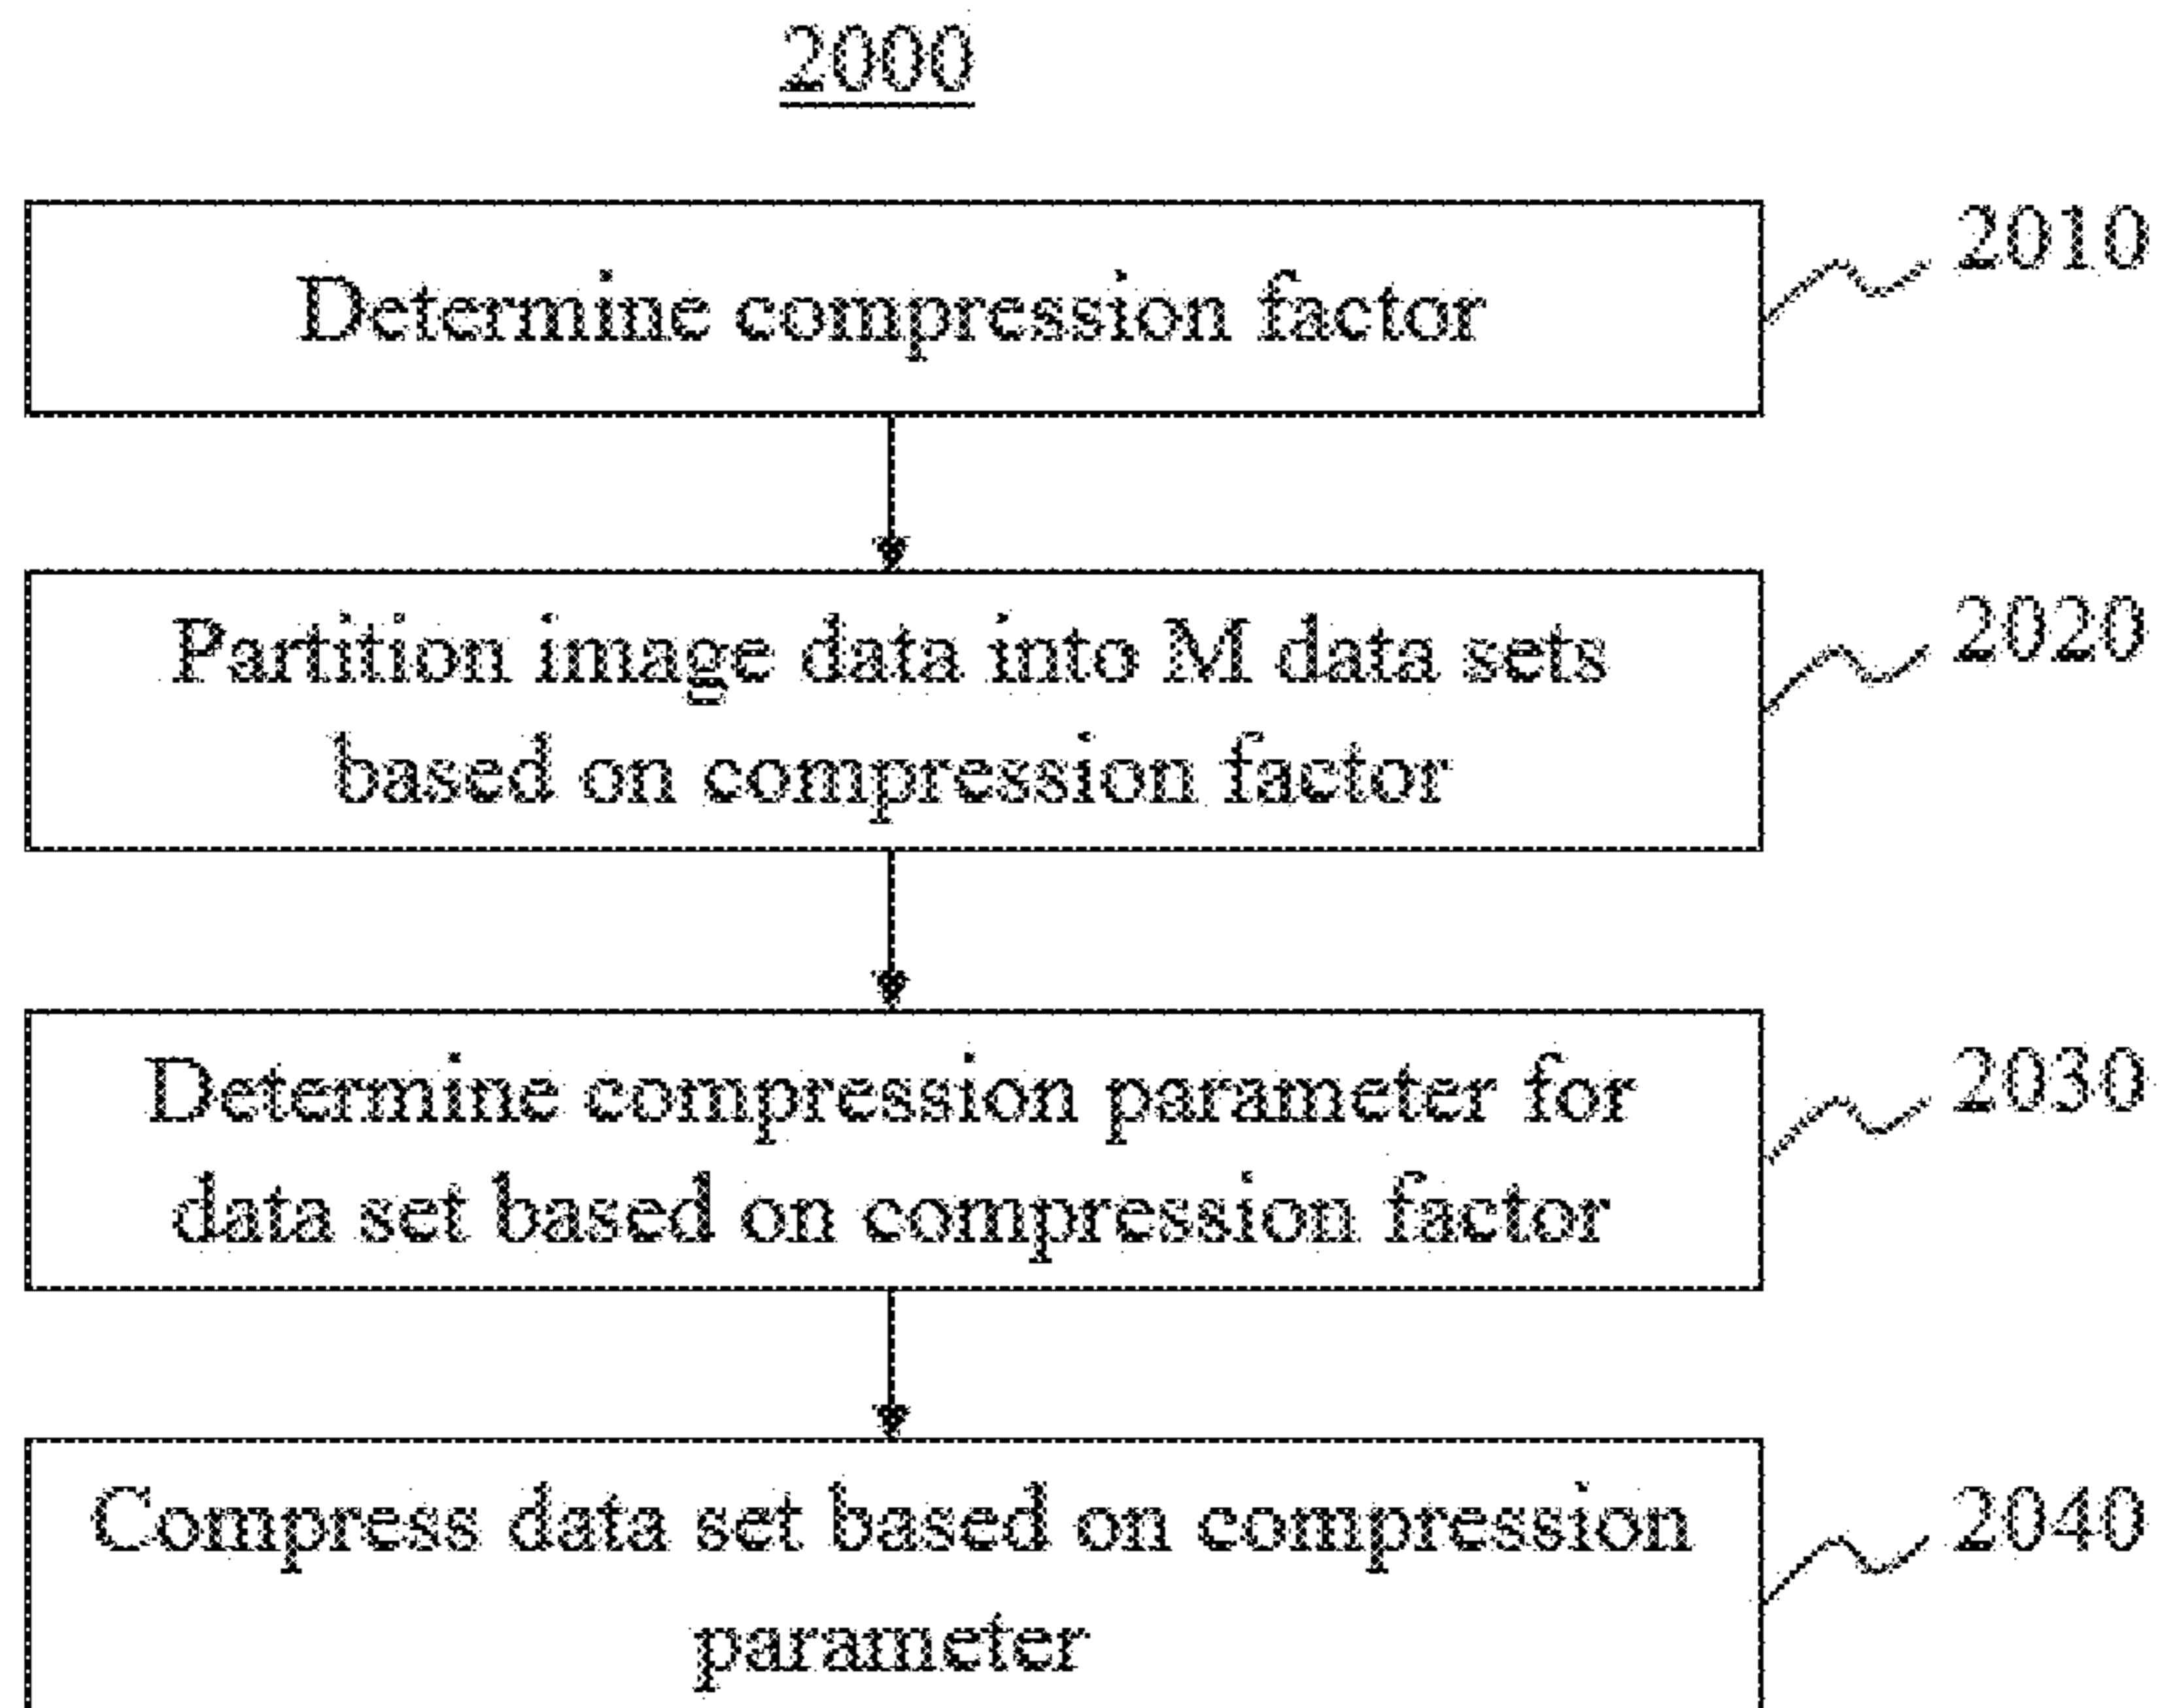 2000
Determine compression factor
2010
Partition image data into M data sets
based on compression factor
2020
Determine compression parameter for
data set based on compression factor
2030
Compress data set based on compression
parameter
2040